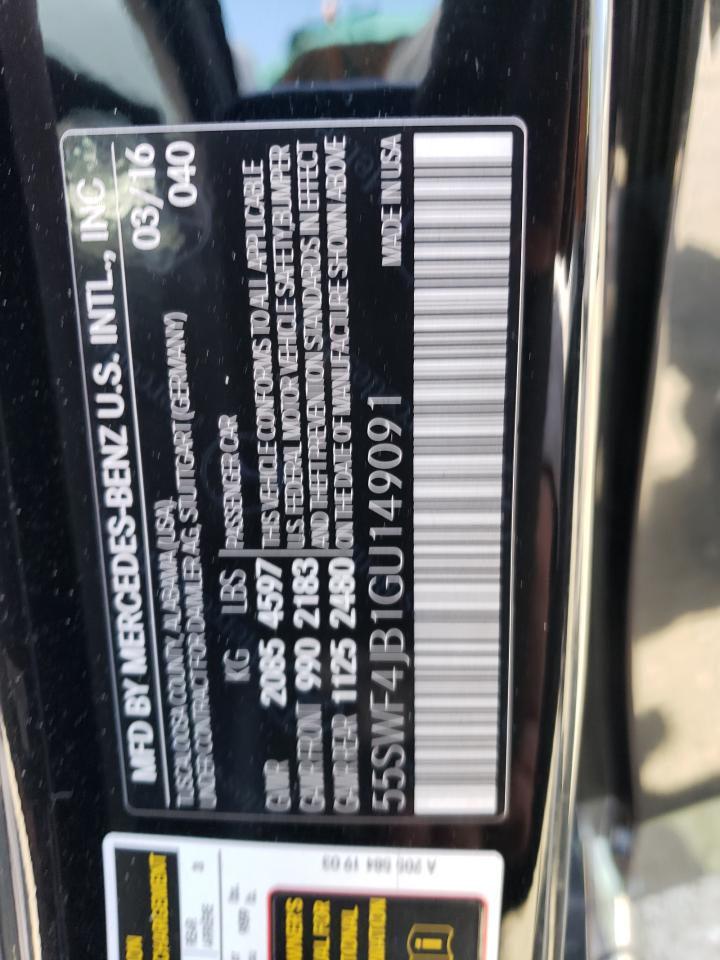 MFD BY MERCEDES-BENZ U.S. INTL., INC
TUSCALOOSA COUNTY, ALABAMA (USA), 03/16
UNDER CONTRACT FOR DAIMLER AG, STUTTGART (GERMANY) 040
KG LBS PASSENGER CAR
GVWR 2085 4597 THIS VEHICLE CONFORMS TO ALL APPLICABLE
U.S. FEDERAL MOTOR VEHICLE SAFETY, BUMPER
GAWR FRONT 990 2183 AND THEFT PREVENTION STANDARDS IN EFFECT
GAWR REAR 1125 2480 ON THE DATE OF MANUFACTURE SHOWN ABOVE
55SWF4JB1GU149091 MADE IN USA
A 205 584 19 03
REAR
ARRIÈRE
3